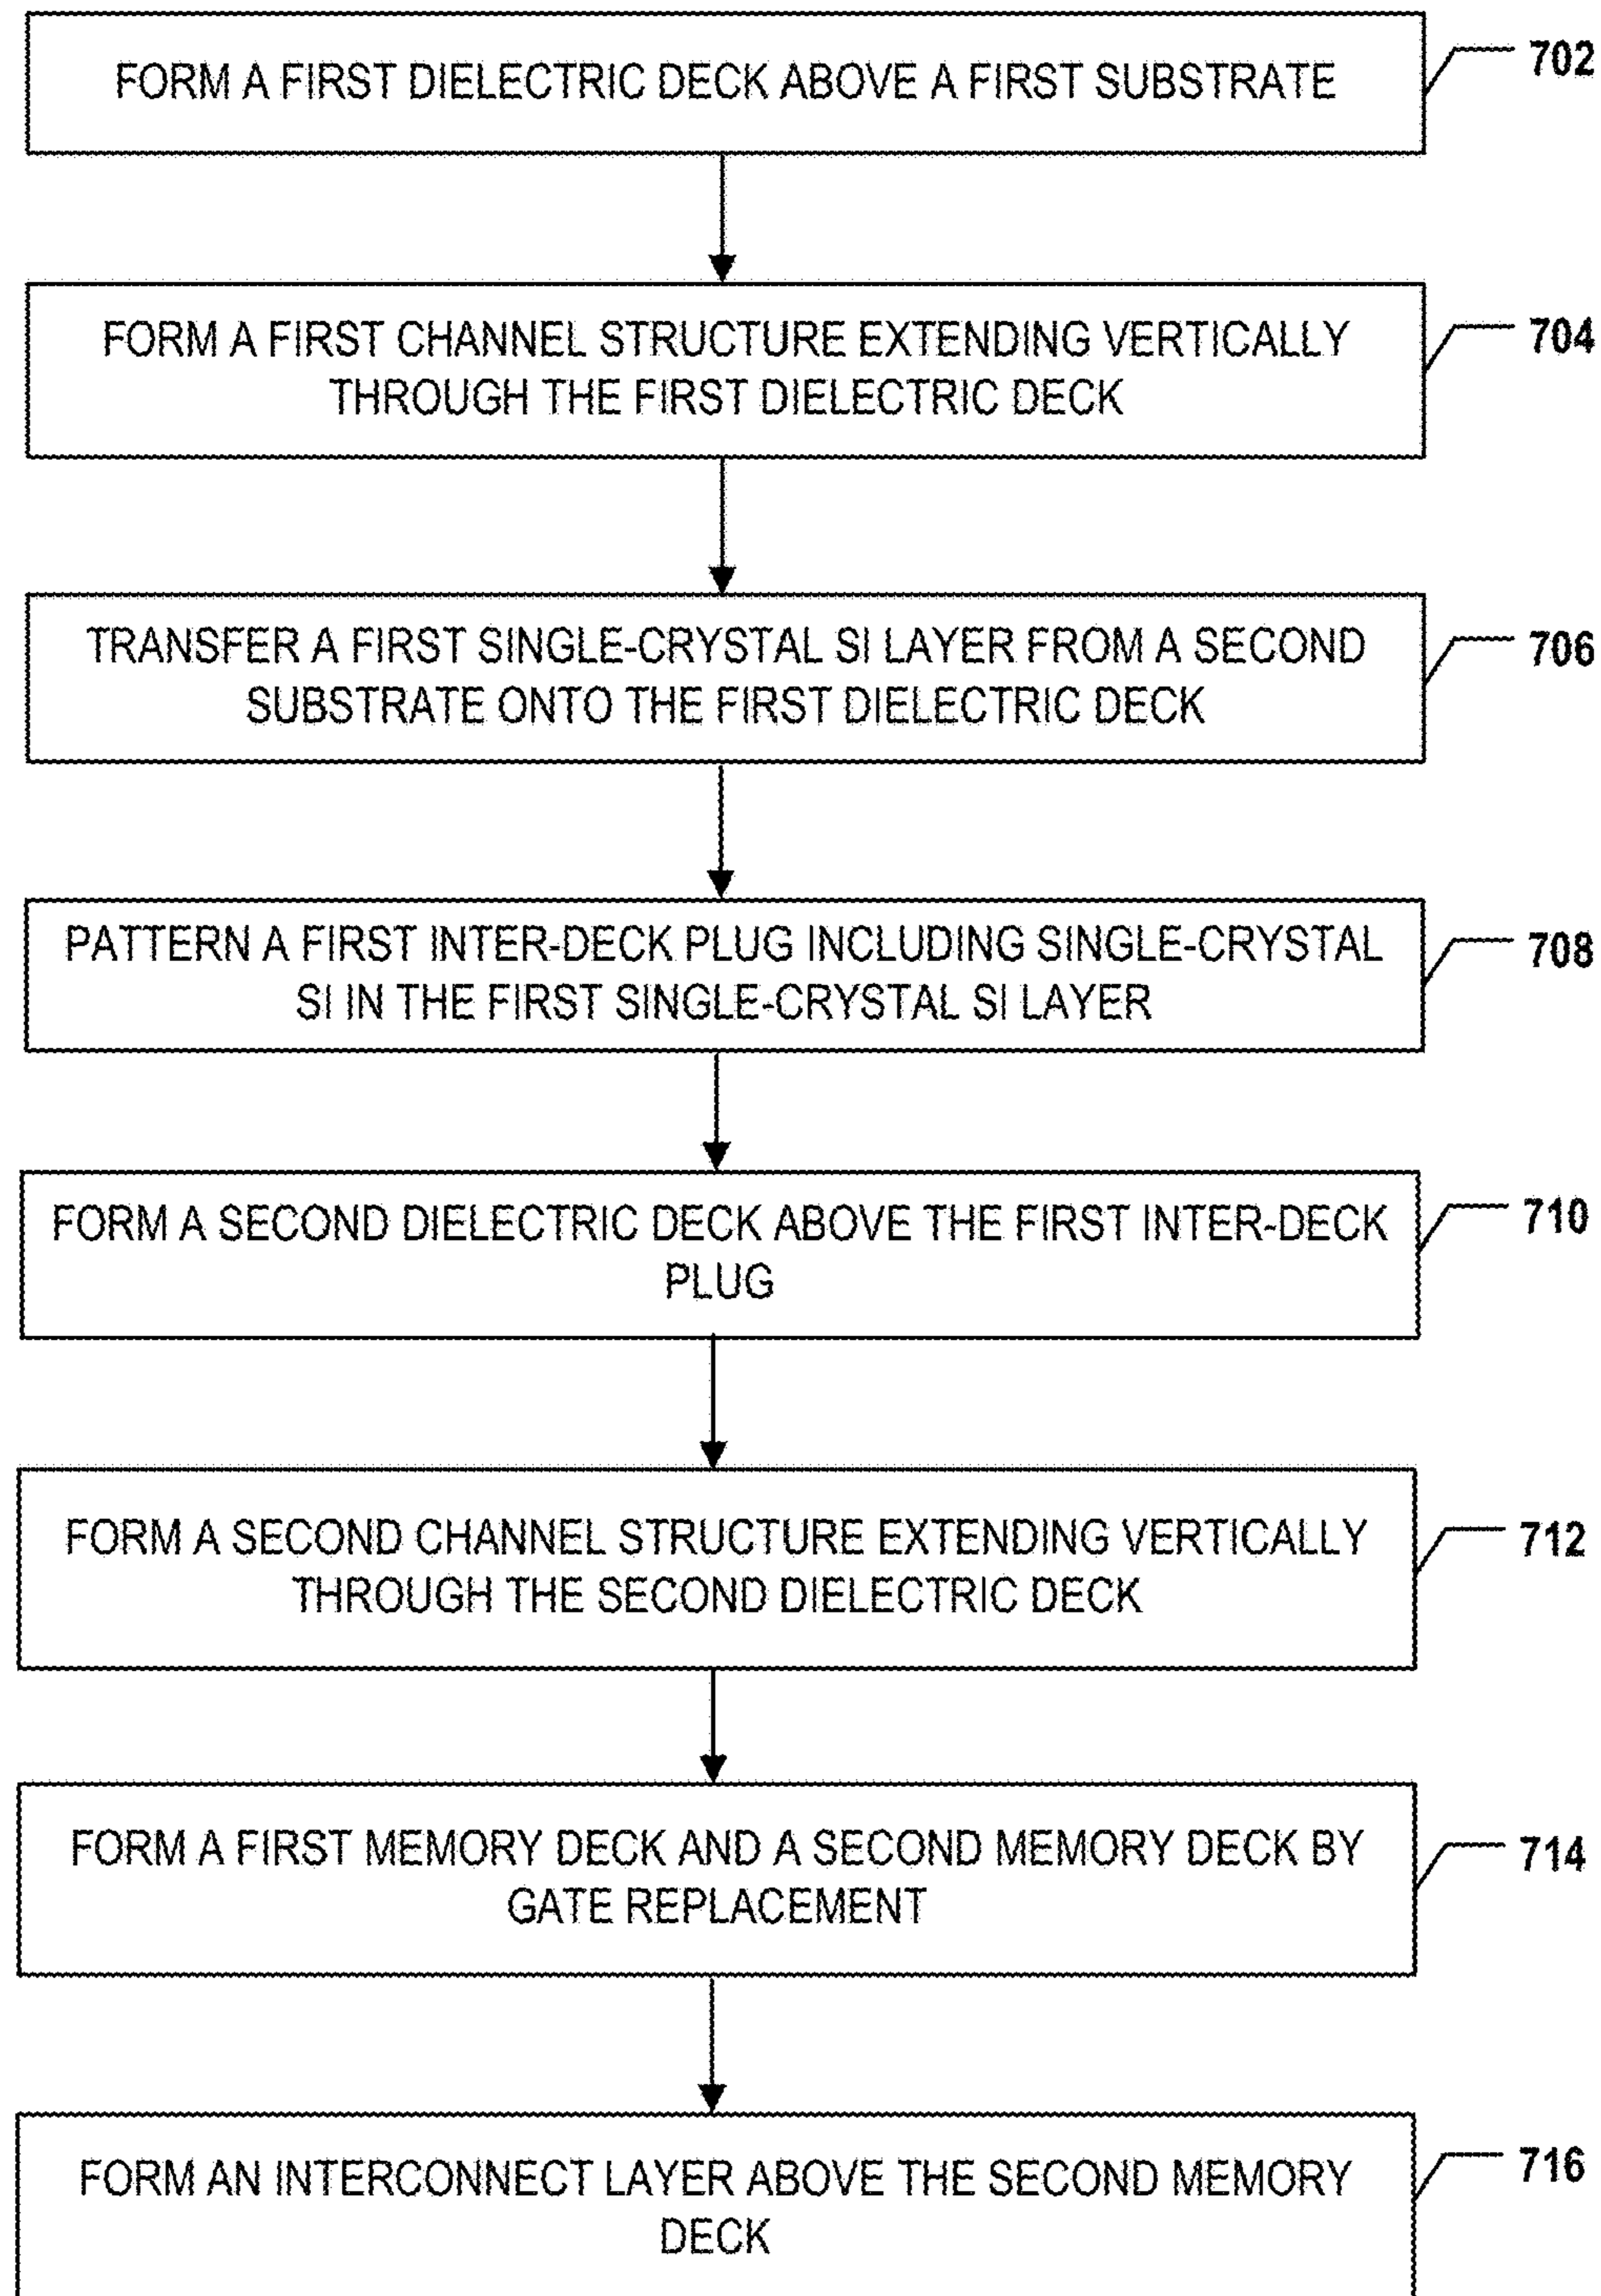 FORM A FIRST DIELECTRIC DECK ABOVE A FIRST SUBSTRATE
702
FORM A FIRST CHANNEL STRUCTURE EXTENDING VERTICALLY
THROUGH THE FIRST DIELECTRIC DECK
704
TRANSFER A FIRST SINGLE-CRYSTAL SI LAYER FROM A SECOND
SUBSTRATE ONTO THE FIRST DIELECTRIC DECK
706
PATTERN A FIRST INTER-DECK PLUG INCLUDING SINGLE-CRYSTAL
SI IN THE FIRST SINGLE-CRYSTAL SI LAYER
708
FORM A SECOND DIELECTRIC DECK ABOVE THE FIRST INTER-DECK
PLUG
710
FORM A SECOND CHANNEL STRUCTURE EXTENDING VERTICALLY
THROUGH THE SECOND DIELECTRIC DECK
712
FORM A FIRST MEMORY DECK AND A SECOND MEMORY DECK BY
GATE REPLACEMENT
714
FORM AN INTERCONNECT LAYER ABOVE THE SECOND MEMORY
DECK
716